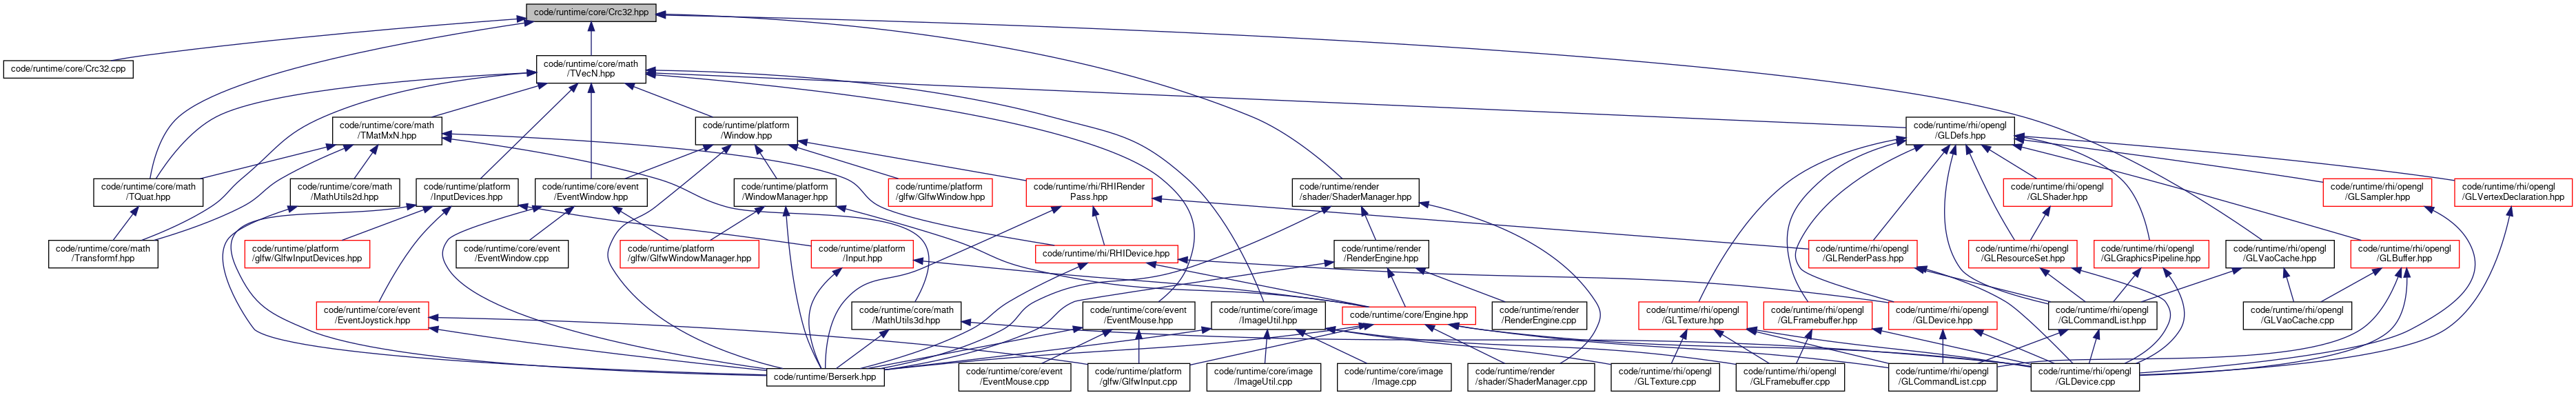 code/runtime/core/Crc32.hpp
code/runtime/core/Crc32.cpp
code/runtime/core/math
/TVecN.hpp
code/runtime/core/math
/TMatMxN.hpp
code/runtime/platform
/Window.hpp
code/runtime/rhi/opengl
/GLDefs.hpp
code/runtime/core/math
/TQuat.hpp
code/runtime/core/math
/MathUtils2d.hpp
code/runtime/platform
/InputDevices.hpp
code/runtime/core/event
/EventWindow.hpp
code/runtime/platform
/WindowManager.hpp
code/runtime/platform
/glfw/GlfwWindow.hpp
code/runtime/rhi/RHIRender
Pass.hpp
code/runtime/render
/shader/ShaderManager.hpp
code/runtime/rhi/opengl
/GLShader.hpp
code/runtime/rhi/opengl
/GLSampler.hpp
code/runtime/rhi/opengl
/GLVertexDeclaration.hpp
code/runtime/core/math
/Transformf.hpp
code/runtime/platform
/glfw/GlfwInputDevices.hpp
code/runtime/core/event
/EventWindow.cpp
code/runtime/platform
/glfw/GlfwWindowManager.hpp
code/runtime/platform
/Input.hpp
code/runtime/rhi/RHIDevice.hpp
code/runtime/render
/RenderEngine.hpp
code/runtime/rhi/opengl
/GLRenderPass.hpp
code/runtime/rhi/opengl
/GLResourceSet.hpp
code/runtime/rhi/opengl
/GLGraphicsPipeline.hpp
code/runtime/rhi/opengl
/GLVaoCache.hpp
code/runtime/rhi/opengl
/GLBuffer.hpp
code/runtime/core/event
/EventJoystick.hpp
code/runtime/core/math
/MathUtils3d.hpp
code/runtime/core/event
/EventMouse.hpp
code/runtime/core/image
/ImageUtil.hpp
code/runtime/core/Engine.hpp
code/runtime/render
/RenderEngine.cpp
code/runtime/rhi/opengl
/GLTexture.hpp
code/runtime/rhi/opengl
/GLFramebuffer.hpp
code/runtime/rhi/opengl
/GLDevice.hpp
code/runtime/rhi/opengl
/GLCommandList.hpp
code/runtime/rhi/opengl
/GLVaoCache.cpp
code/runtime/Berserk.hpp
code/runtime/core/event
/EventMouse.cpp
code/runtime/platform
/glfw/GlfwInput.cpp
code/runtime/core/image
/ImageUtil.cpp
code/runtime/core/image
/Image.cpp
code/runtime/render
/shader/ShaderManager.cpp
code/runtime/rhi/opengl
/GLTexture.cpp
code/runtime/rhi/opengl
/GLFramebuffer.cpp
code/runtime/rhi/opengl
/GLCommandList.cpp
code/runtime/rhi/opengl
/GLDevice.cpp